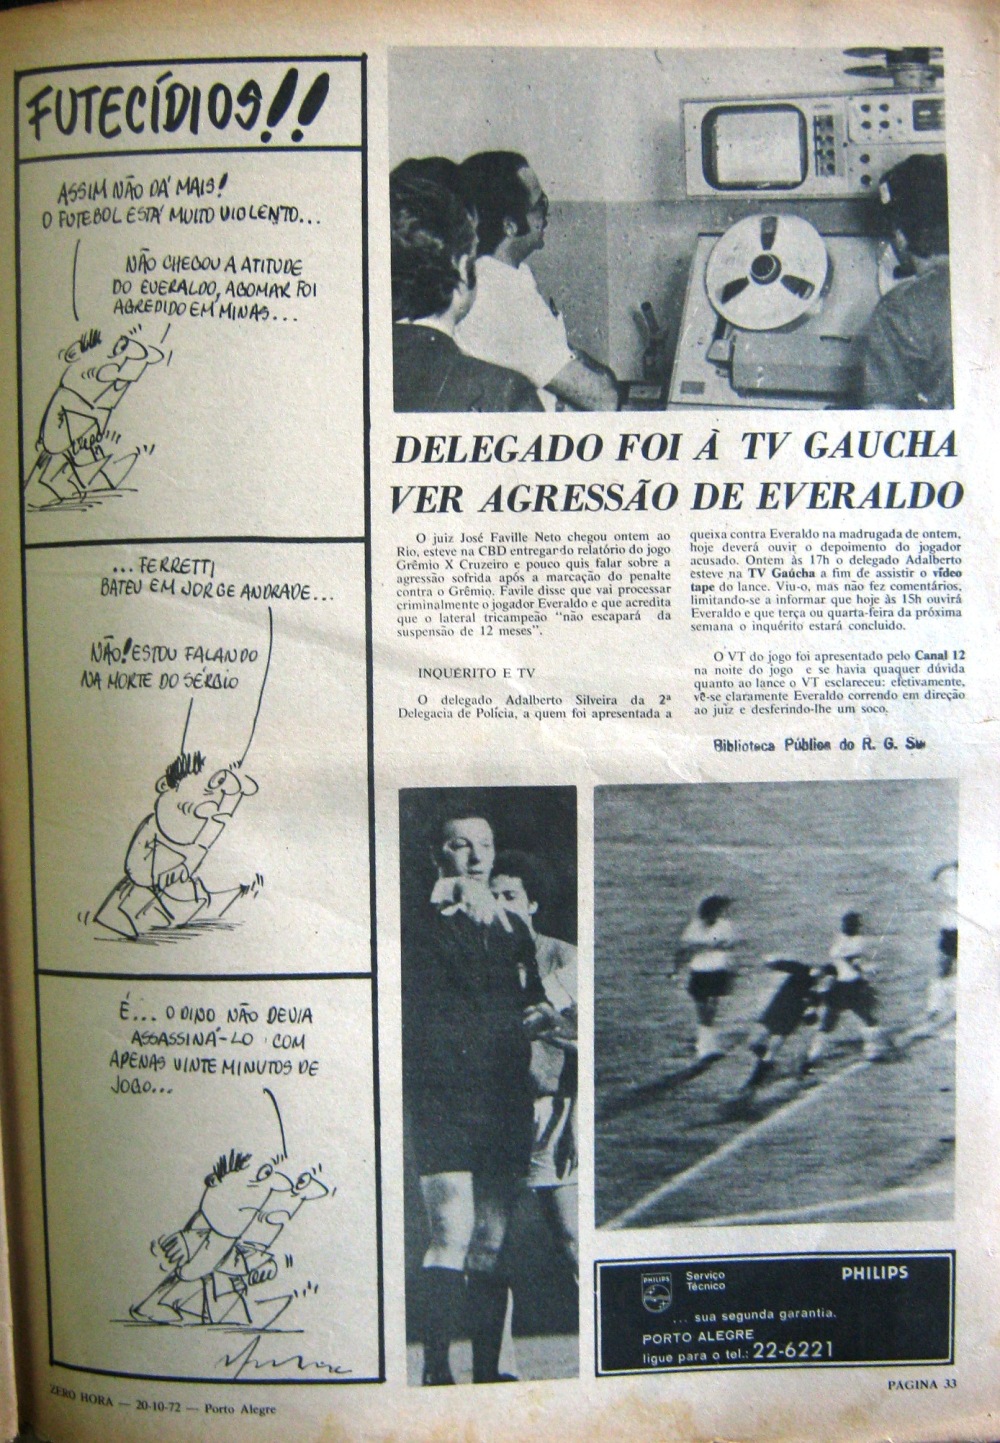 FUTECÍDIOS!!
ASSIM NÃO DÁ MAIS!
O FUTEBOL ESTÁ MUITO VIOLENTO...
NÃO CHEGOU A ATITUDE
DO EVERALDO, AGOMAR FOI
AGREDIDO EM MINAS...
... FERRETTI
BATEU EM JORGE ANDRADE...
NÃO! ESTOU FALANDO
NA MORTE DO SÉRGIO
É... O DINO NÃO DEVIA
ASSASSINÁ-LO COM
APENAS VINTE MINUTOS DE
JOGO...
DELEGADO FOI À TV GAUCHA
VER AGRESSÃO DE EVERALDO
O juiz José Faville Neto chegou ontem ao
Rio, esteve na CBD entregando relatório do jogo
Grêmio X Cruzeiro e pouco quis falar sobre a
agressão sofrida após a marcação do penalte
contra o Grêmio. Favile disse que vai processar
criminalmente o jogador Everaldo e que acredita
que o lateral tricampeão "não escapará da
suspensão de 12 meses".
INQUERITO E TV
O delegado Adalberto Silveira da 2ª
Delegacia de Polícia, a quem foi apresentada a
queixa contra Everaldo na madrugada de ontem,
hoje deverá ouvir o depoimento do jogador
acusado. Ontem às 17h o delegado Adalberto
esteve na TV Gaúcha a fim de assistir o vídeo
tape do lance. Viu-o, mas não fez comentários,
limitando-se a informar que hoje às 15h ouvirá
Everaldo e que terça ou quarta-feira da próxima
semana o inquérito estará concluido.
O VT do jogo foi apresentado pelo Canal 12
na noite do jogo e se havia quaquer dúvida
quanto ao lance o VT esclareceu: efetivamente,
vê-se claramente Everaldo correndo em direção
ao juiz e desferindo-lhe um soco.
Biblioteca Pública do R. G. Sul
PHILIPS
Serviço
Técnico
PHILIPS
... sua segunda garantia.
PORTO ALEGRE
ligue para o tel.: 22-6221
ZERO HORA — 20-10-72 — Porto Alegre
PÁGINA 33